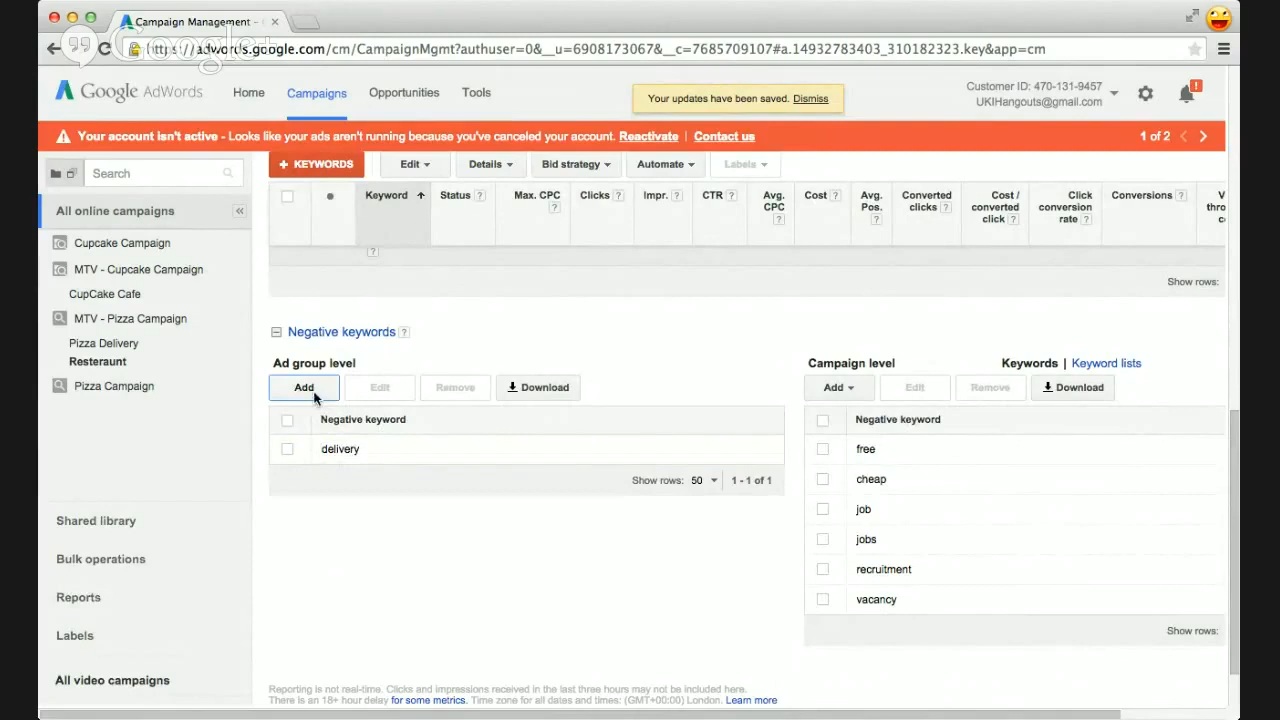 Campaign Management -
Google+
https://adwords.google.com/cm/CampaignMgmt?authuser=0&__u=6908173067&__c=7685709107#a.14932783403_310182323.key&app=cm
Google AdWords
Home
Campaigns
Opportunities
Tools
Your updates have been saved. Dismiss
Customer ID: 470-131-9457
UKIHangouts@gmail.com
!
Your account isn't active - Looks like your ads aren't running because you've canceled your account. Reactivate | Contact us
1 of 2
Search
All online campaigns
Cupcake Campaign
MTV - Cupcake Campaign
CupCake Cafe
MTV - Pizza Campaign
Pizza Delivery
Resteraunt
Pizza Campaign
Shared library
Bulk operations
Reports
Labels
All video campaigns
+ KEYWORDS
Edit
Details
Bid strategy
Automate
Labels
Keyword
Status ?
Max. CPC ?
Clicks ?
Impr. ?
CTR ?
Avg. CPC ?
Cost ?
Avg. Pos. ?
Converted clicks ?
Cost / converted click ?
Click conversion rate ?
Conversions ?
?
Show rows:
Negative keywords ?
Ad group level
Add
Edit
Remove
Download
Negative keyword
delivery
Show rows: 50
1 - 1 of 1
Campaign level
Keywords | Keyword lists
Add
Edit
Remove
Download
Negative keyword
free
cheap
job
jobs
recruitment
vacancy
Show rows:
Reporting is not real-time. Clicks and impressions received in the last three hours may not be included here.
There is an 18+ hour delay for some metrics. Time zone for all dates and times: (GMT+00:00) London. Learn more